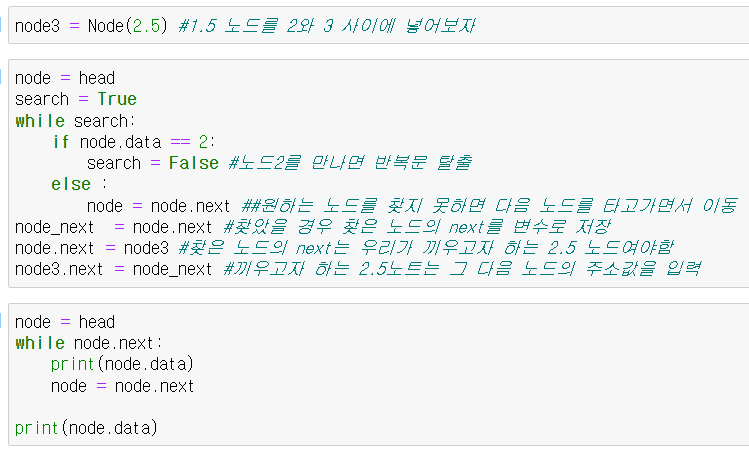 node3 = Node(2.5) #1.5 노드를 2와 3 사이에 넣어보자
node = head
search = True
while search:
    if node.data == 2:
        search = False #노드2를 만나면 반복문 탈출
    else :
        node = node.next ##원하는 노드를 찾지 못하면 다음 노드를 타고가면서 이동
node_next  = node.next #찾았을 경우 찾은 노드의 next를 변수로 저장
node.next = node3 #찾은 노드의 next는 우리가 끼우고자 하는 2.5 노드여야함
node3.next = node_next #끼우고자 하는 2.5노트는 그 다음 노드의 주소값을 입력
node = head
while node.next:
    print(node.data)
    node = node.next
print(node.data)